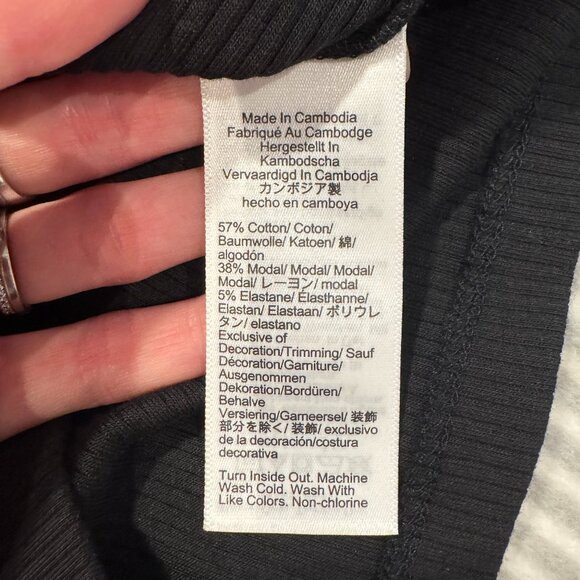 Made In Cambodia
Fabriqué Au Cambodge
Hergestellt In
Kambodscha
Vervaardigd In Cambodja
カンボジア製
hecho en camboya
57% Cotton/ Coton/
Baumwolle/ Katoen/ 綿/
algodón
38% Modal/ Modal/ Modal/
Modal/ レーヨン/ modal
5% Elastane/ Élasthanne/
Elastan/ Elastaan/ ポリウレ
タン/ elastano
Exclusive of
Decoration/Trimming/ Sauf
Décoration/Garniture/
Ausgenommen
Dekoration/Bordüren/
Behalve
Versiering/Garneersel/ 装飾
部分を除く/ 装飾/ exclusivo
de la decoración/costura
decorativa
Turn Inside Out. Machine
Wash Cold. Wash With
Like Colors. Non-chlorine